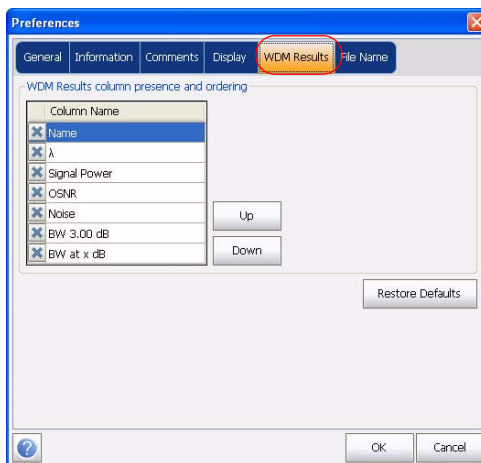 Preferences
General Information Comments Display WDM Results File Name
WDM Results column presence and ordering
Column Name
Name
λ
Signal Power
OSNR
Noise
BW 3.00 dB
BW at x dB
Up
Down
Restore Defaults
?
OK Cancel